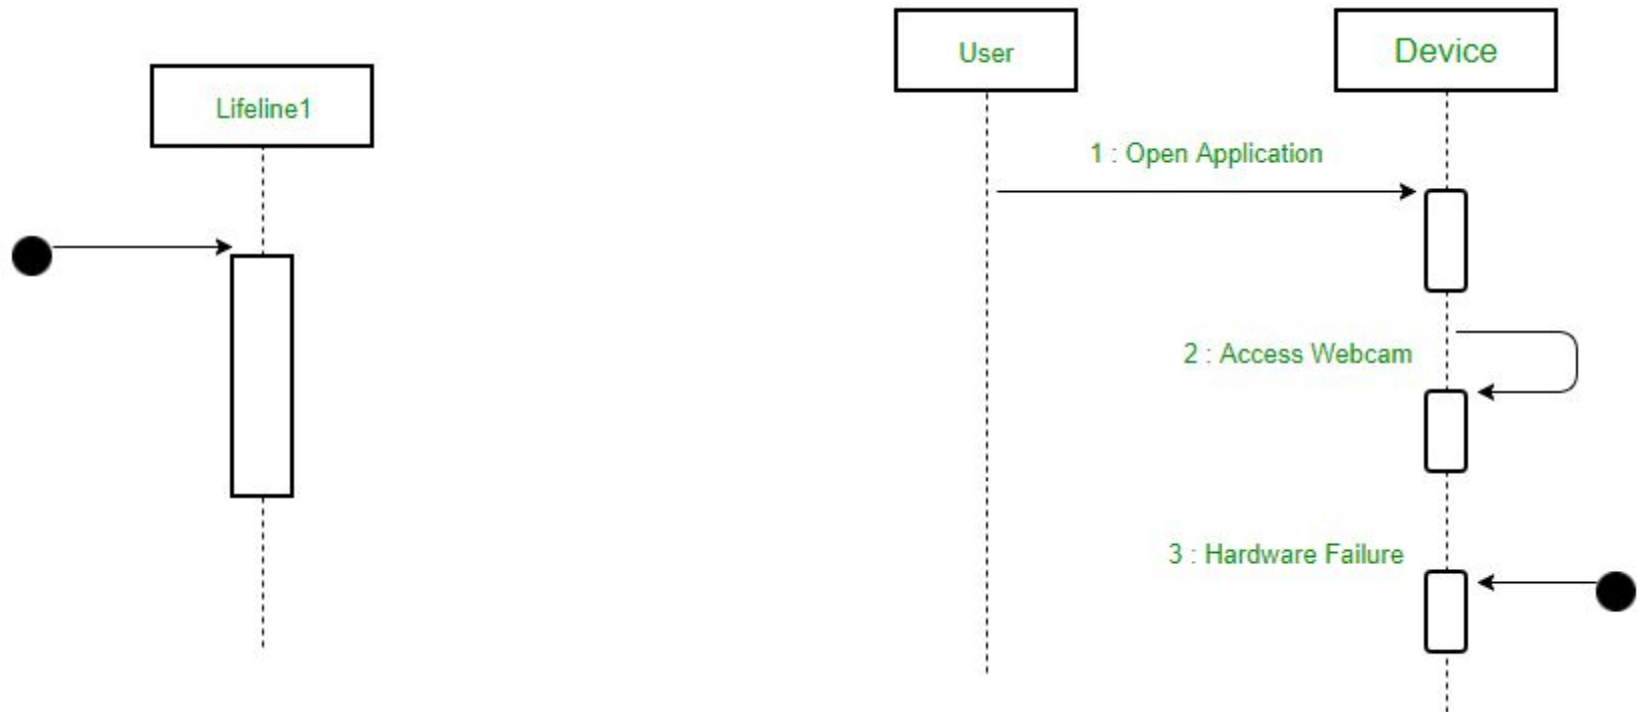 Lifeline1
User
Device
1 : Open Application
2 : Access Webcam
3 : Hardware Failure